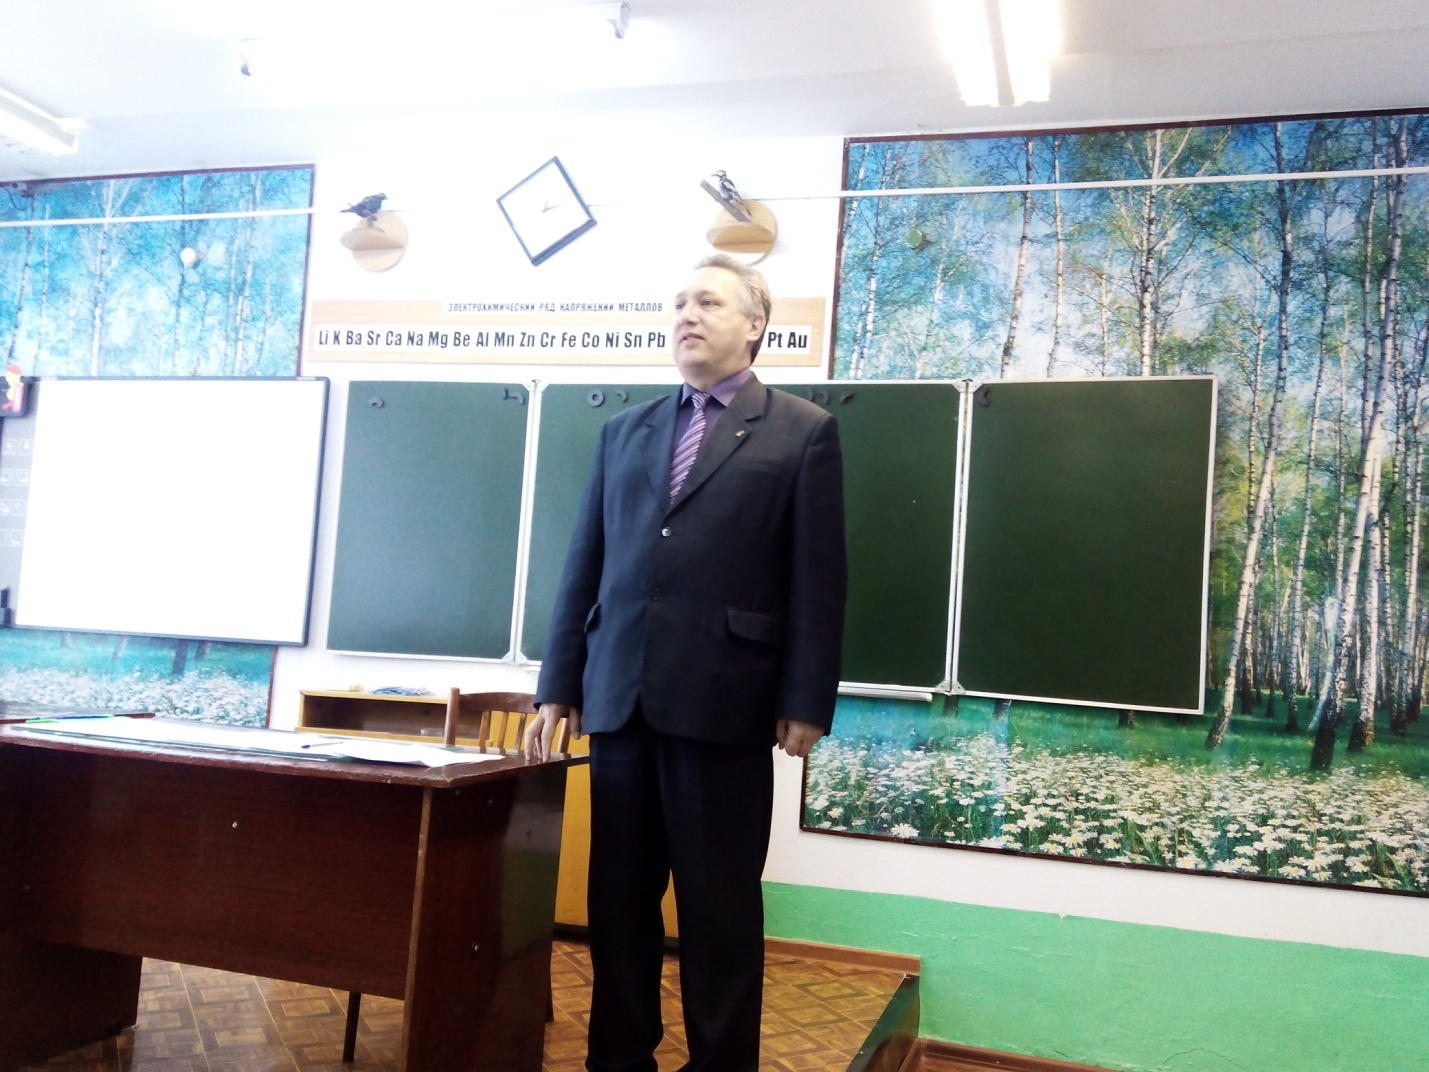 ЭЛЕКТРОХИМИЧЕСКИЙ РЯД НАПРЯЖЕНИЙ МЕТАЛЛОВ
Li K Ba Sr Ca Na Mg Be Al Mn Zn Cr Fe Co Ni Sn Pb Pt Au